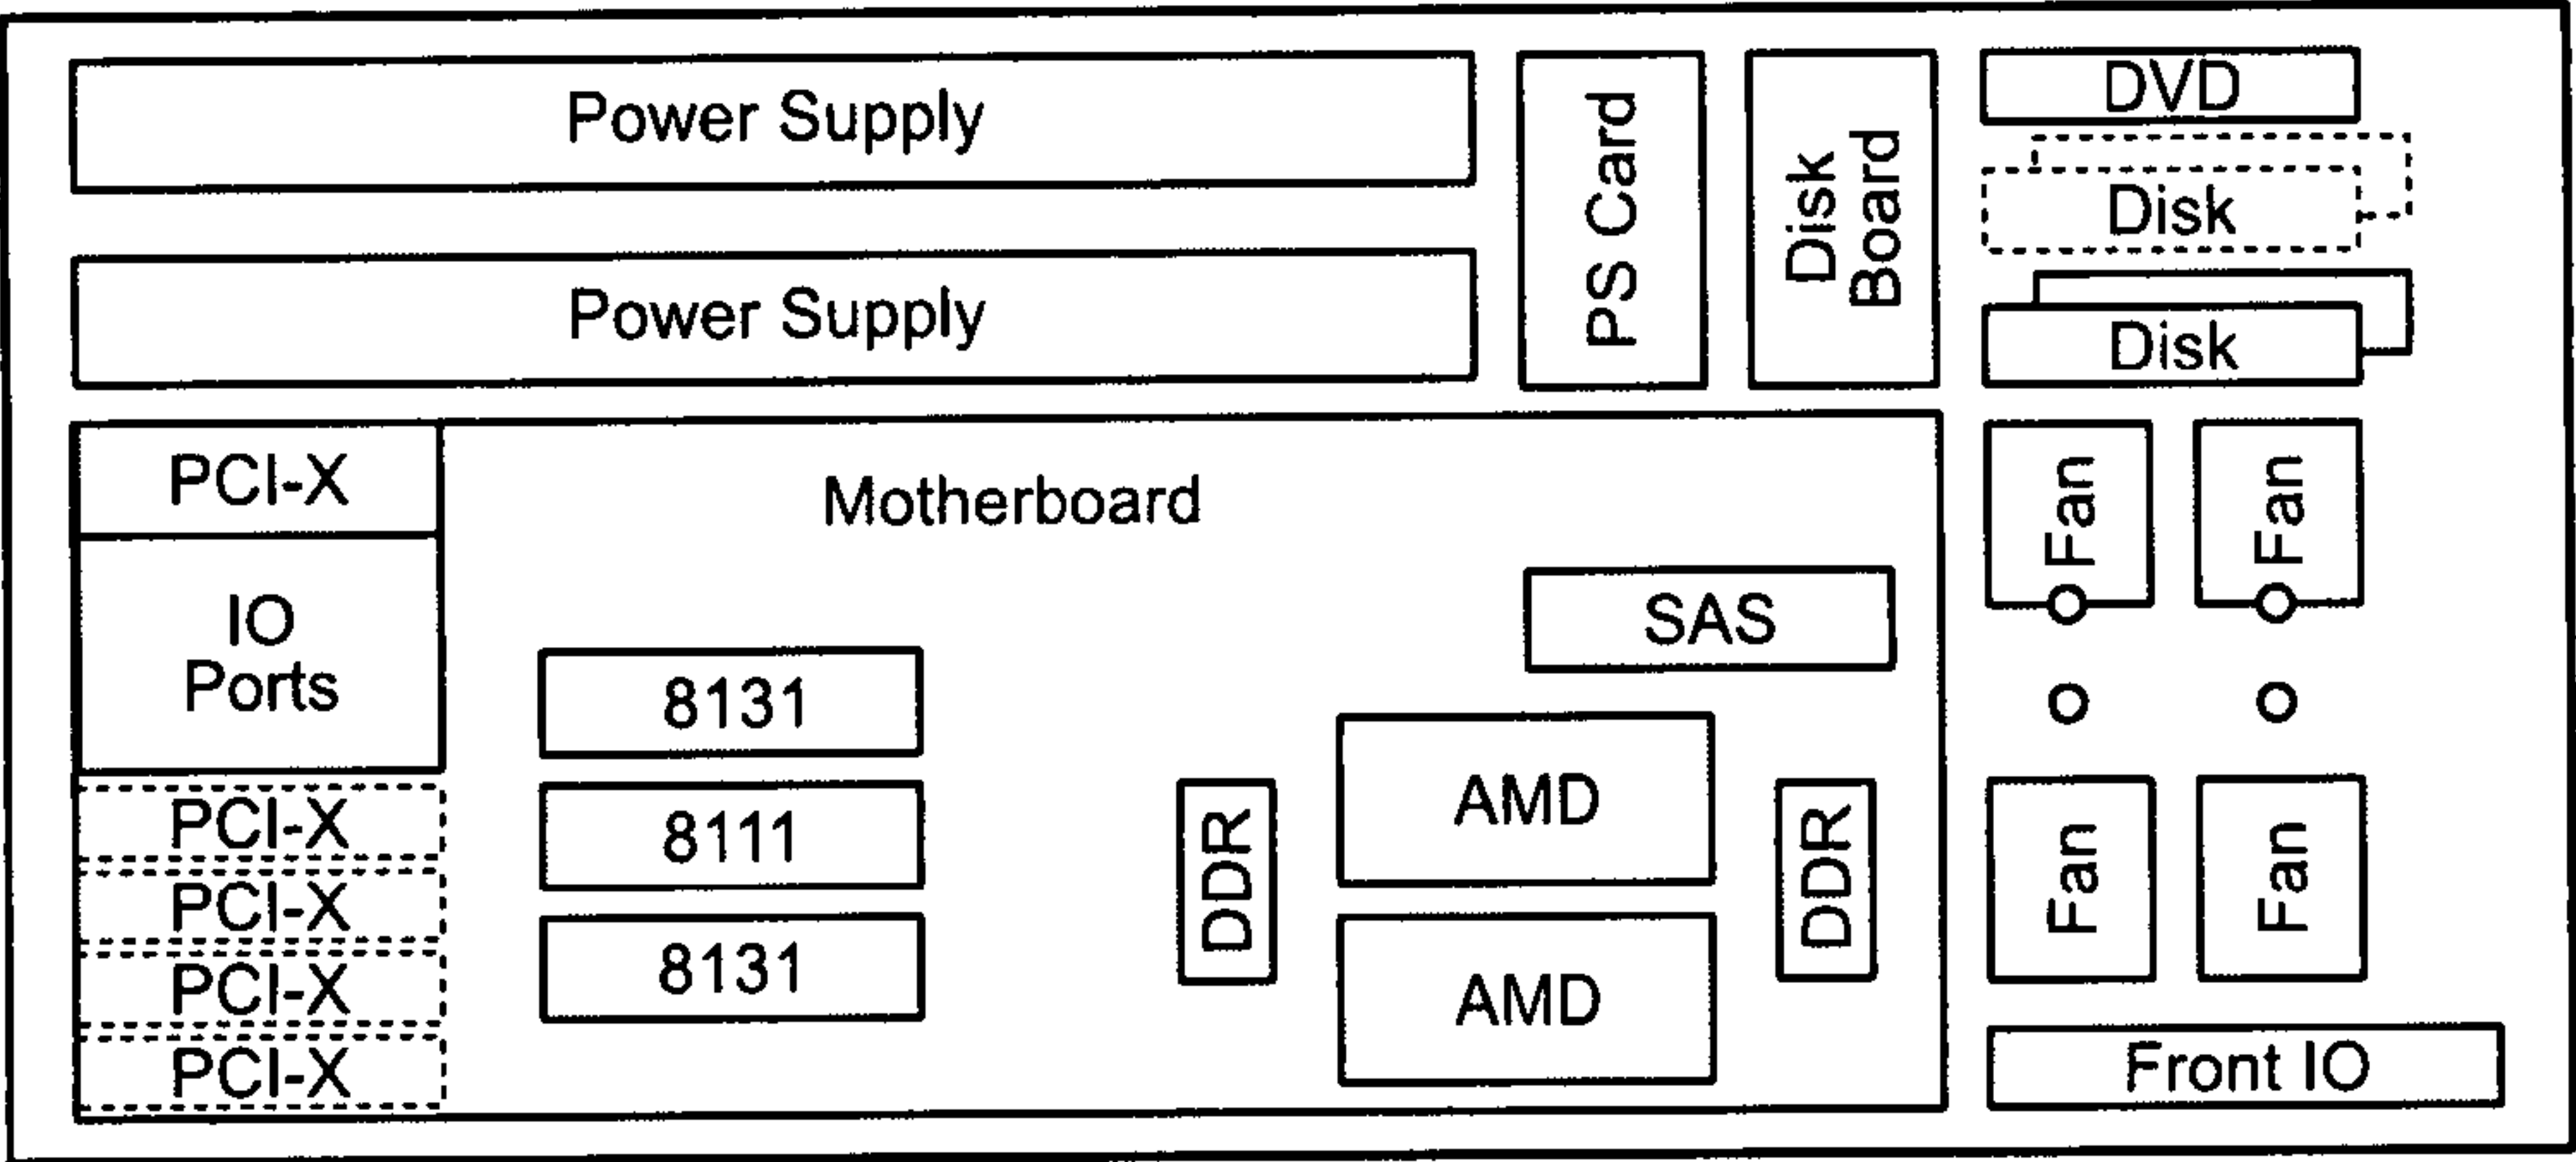 Power Supply
Power Supply
PS Card
Disk
Board
DVD
Disk
Disk
PCI-X
IO
Ports
PCI-X
PCI-X
PCI-X
PCI-X
Motherboard
SAS
8131
8111
8131
DDR
AMD
AMD
DDR
Fan
Fan
Fan
Fan
Front IO